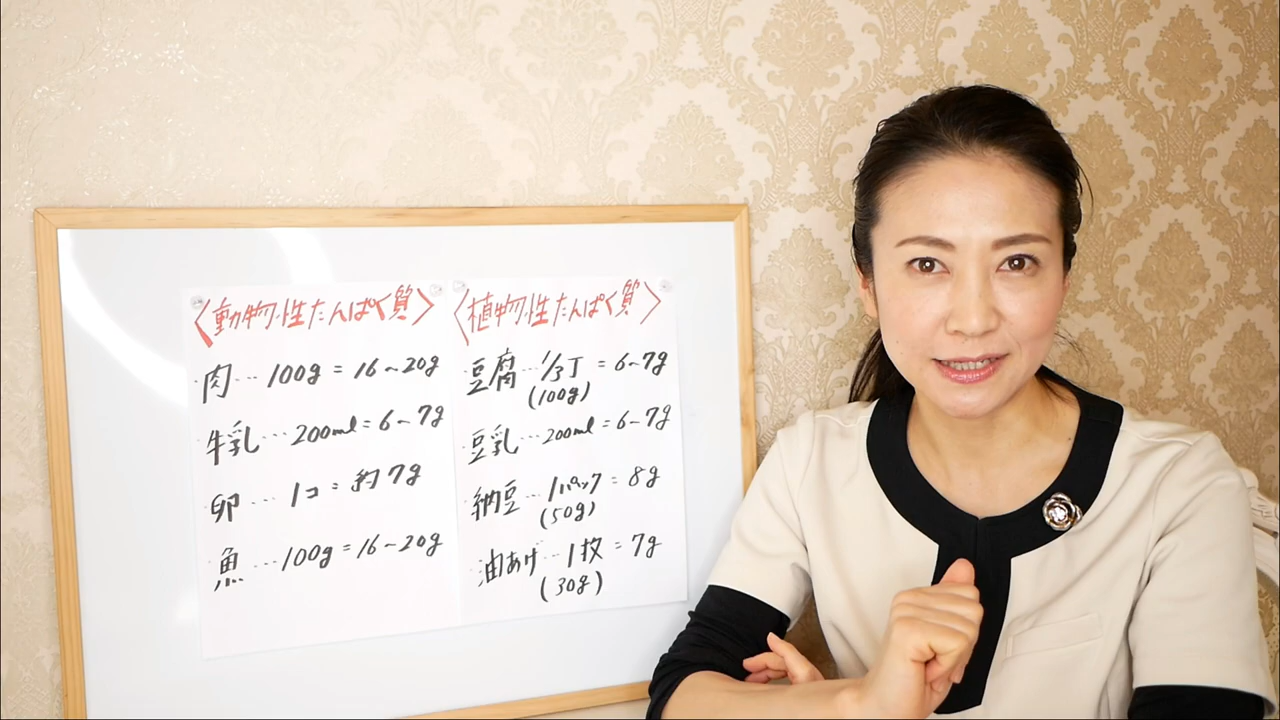 〈動物性たんぱく質〉
・肉…100g=16~20g
・牛乳…200ml=6~7g
・卵…1コ=約7g
・魚…100g=16~20g
〈植物性たんぱく質〉
・豆腐…1/3丁=6~7g
(100g)
・豆乳…200ml=6~7g
・納豆…1パック=8g
(50g)
・油あげ…1枚=7g
(30g)